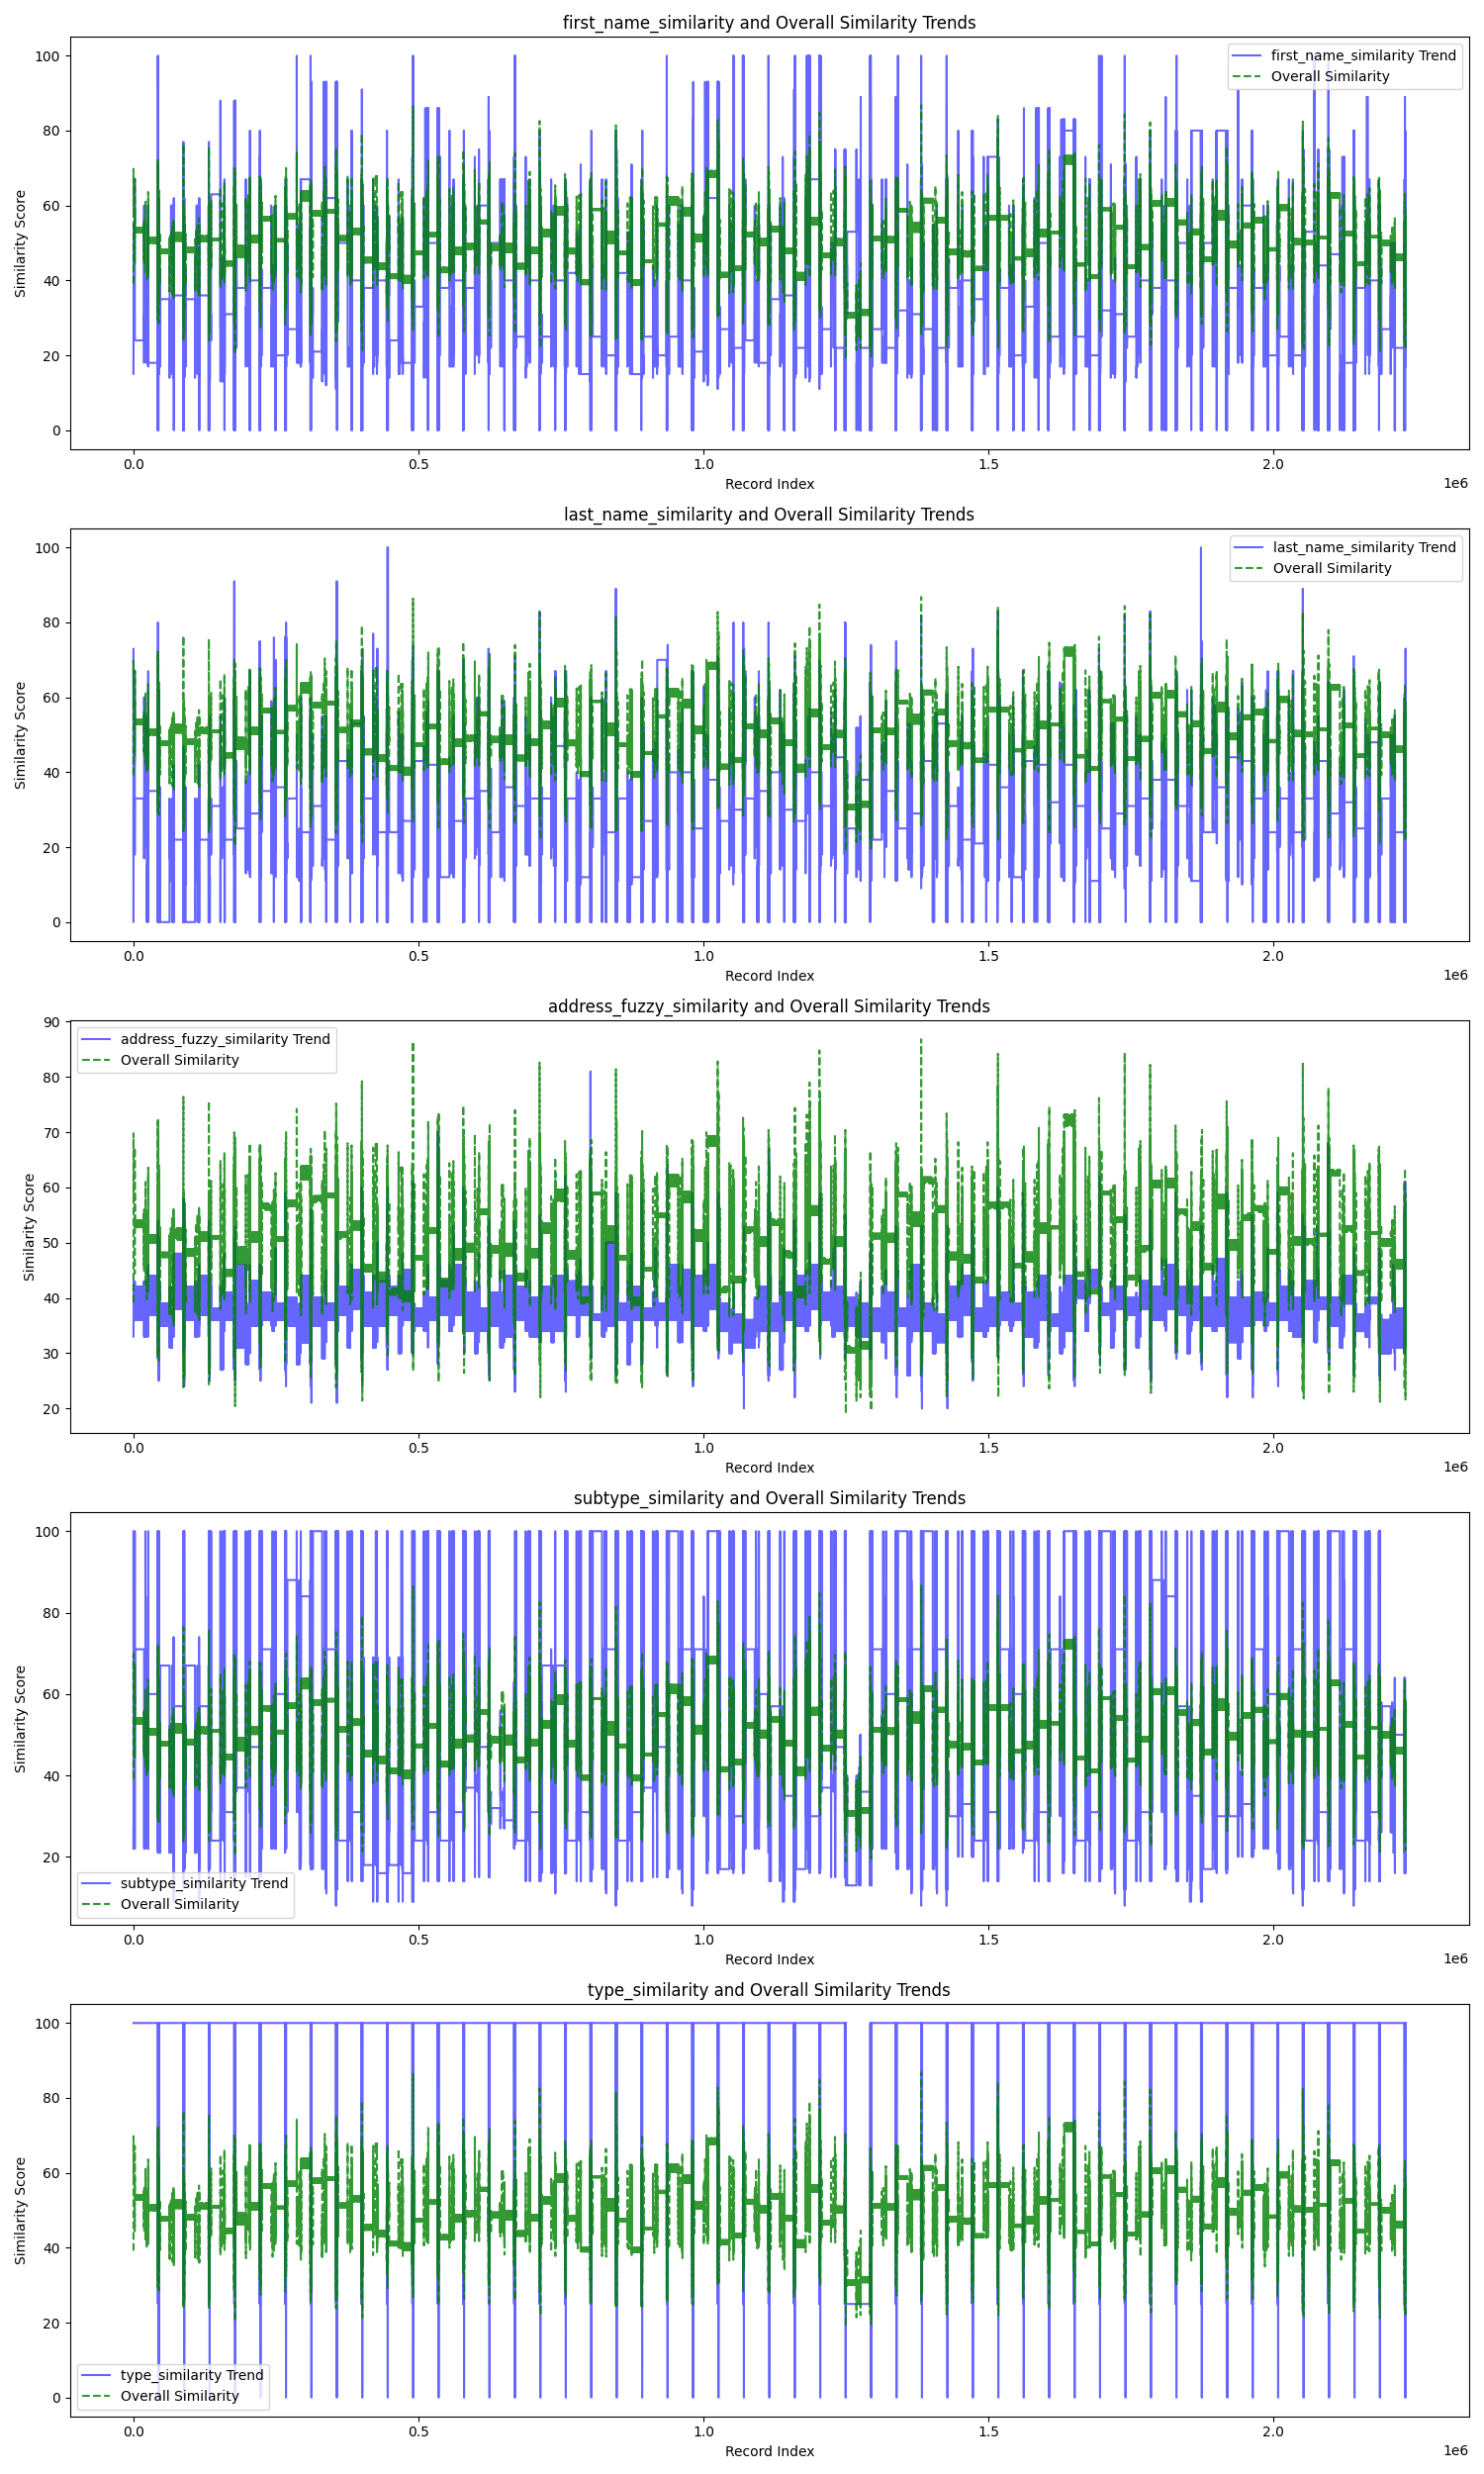 first_name_similarity and Overall Similarity Trends
first_name_similarity Trend
Overall Similarity
100
80
60
40
20
0
Similarity Score
0.0 0.5 1.0 1.5 2.0
1e6
Record Index
last_name_similarity and Overall Similarity Trends
last_name_similarity Trend
Overall Similarity
100
80
60
40
20
0
Similarity Score
0.0 0.5 1.0 1.5 2.0
1e6
Record Index
address_fuzzy_similarity and Overall Similarity Trends
address_fuzzy_similarity Trend
Overall Similarity
90
80
70
60
50
40
30
20
Similarity Score
0.0 0.5 1.0 1.5 2.0
1e6
Record Index
subtype_similarity and Overall Similarity Trends
100
80
60
40
20
Similarity Score
subtype_similarity Trend
Overall Similarity
0.0 0.5 1.0 1.5 2.0
1e6
Record Index
type_similarity and Overall Similarity Trends
100
80
60
40
20
0
Similarity Score
type_similarity Trend
Overall Similarity
0.0 0.5 1.0 1.5 2.0
1e6
Record Index